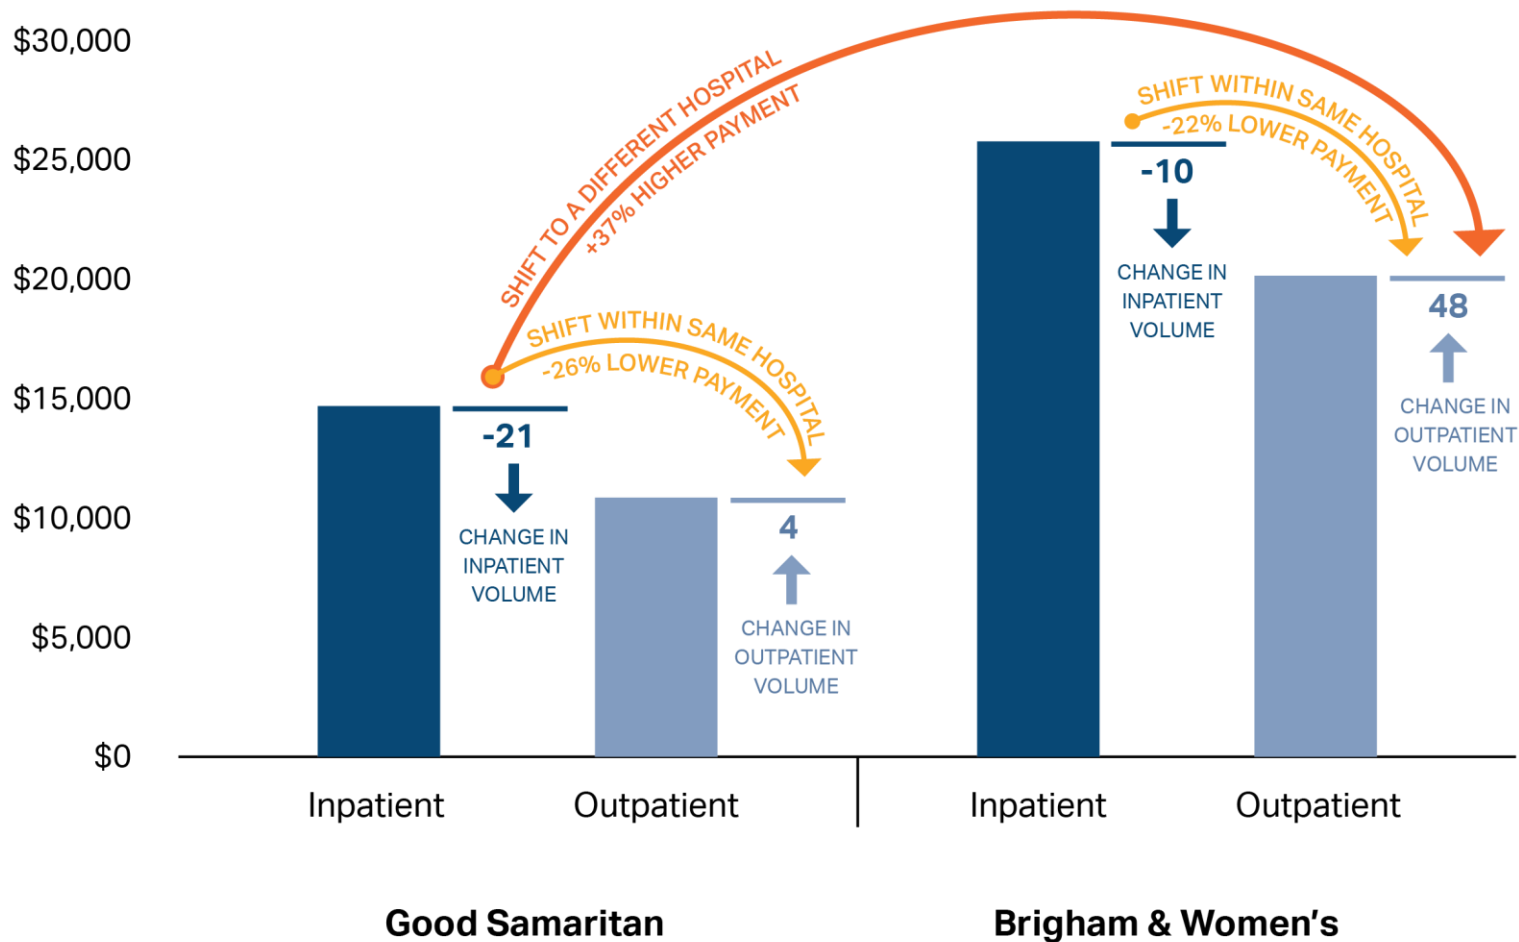 $30,000
$25,000
$20,000
$15,000
$10,000
$5,000
$0
SHIFT TO A DIFFERENT HOSPITAL
+37% HIGHER PAYMENT
SHIFT WITHIN SAME HOSPITAL
-26% LOWER PAYMENT
SHIFT WITHIN SAME HOSPITAL
-22% LOWER PAYMENT
-21
CHANGE IN
INPATIENT
VOLUME
4
CHANGE IN
OUTPATIENT
VOLUME
-10
CHANGE IN
INPATIENT
VOLUME
48
CHANGE IN
OUTPATIENT
VOLUME
Inpatient
Outpatient
Inpatient
Outpatient
Good Samaritan
Brigham & Women's